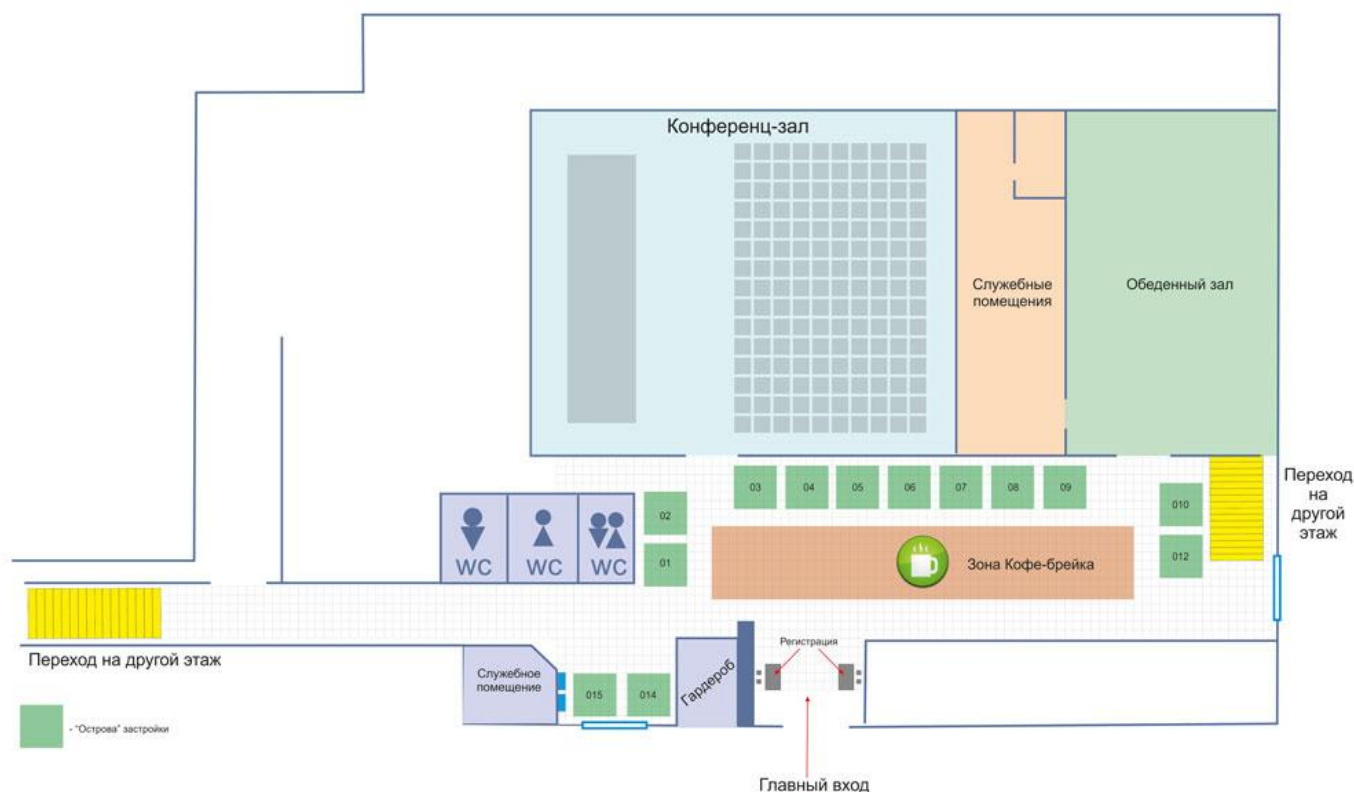 Конференц-зал
Служебные
помещения
Обеденный зал
03
04
05
06
07
08
09
Переход
на
другой
этаж
010
02
WC
WC
WC
01
Зона Кофе-брейка
012
Переход на другой этаж
Служебное
помещение
015
014
Гардероб
Регистрация
- "Острова" застройки
Главный вход